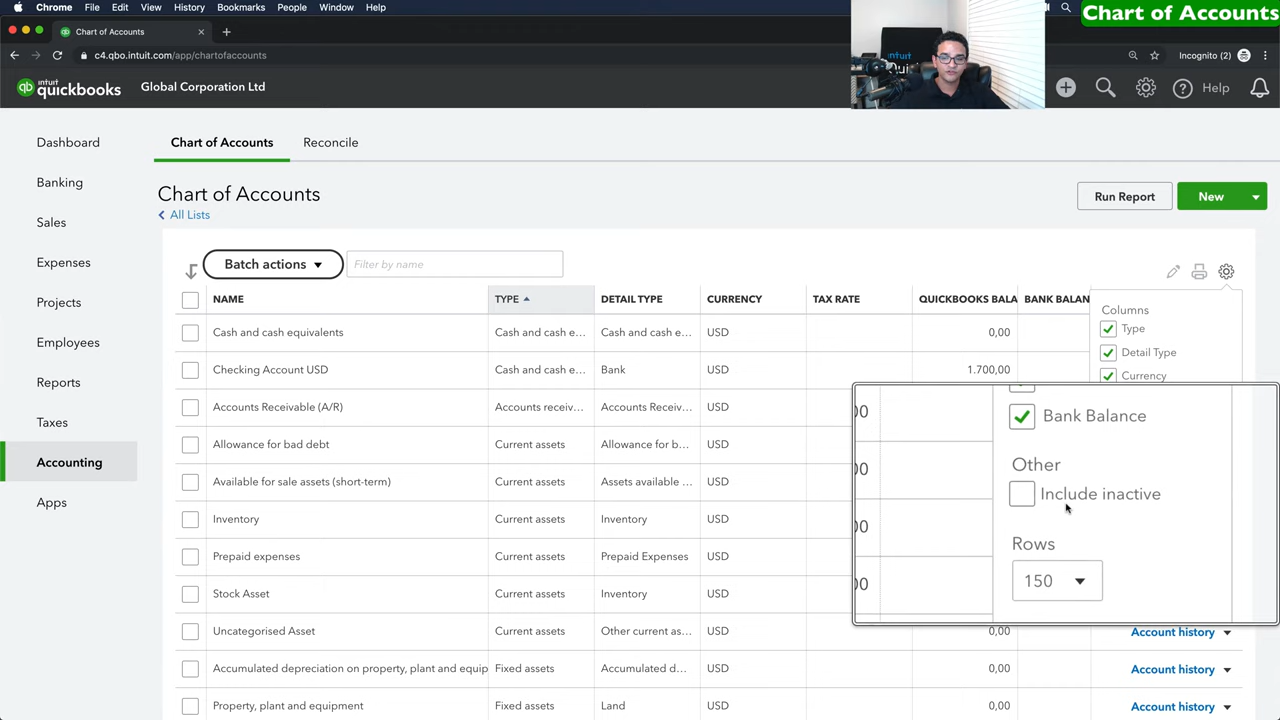 Chrome File Edit View History Bookmarks People Window Help
Chart of Accounts
Chart of Accounts
c4.qbo.intuit.com/app/chartofacc
Incognito (2)
intuit quickbooks Global Corpora
Help
Dashboard
Banking
Sales
Expenses
Projects
Employees
Reports
Taxes
Accounting
Apps
Chart of Accounts Reconcile
Chart of Accounts
All Lists
Run Report New
Batch actions Filter by name
NAME TYPE DETAIL TYPE CURRENCY TAX RATE QUICKBOOKS BALA BANK BALAN
Cash and cash equivalents Cash and cash e... Cash and cash e... USD 0,00
Checking Account USD Cash and cash e... Bank USD 1.700,00
Accounts Receivable (A/R) Accounts receiv... Accounts Receiv... USD
Allowance for bad debt Current assets Allowance for b... USD
Available for sale assets (short-term) Current assets Assets available ... USD
Inventory Current assets Inventory USD
Prepaid expenses Current assets Prepaid Expenses USD
Stock Asset Current assets Inventory USD
Uncategorised Asset Current assets Other current as... USD 0,00 Account history
Accumulated depreciation on property, plant and equip Fixed assets Accumulated d... USD 0,00 Account history
Property, plant and equipment Fixed assets Land USD 0,00 Account history
Columns
Type
Detail Type
Currency
Bank Balance
Other
Include inactive
Rows
150
00
00
00
00